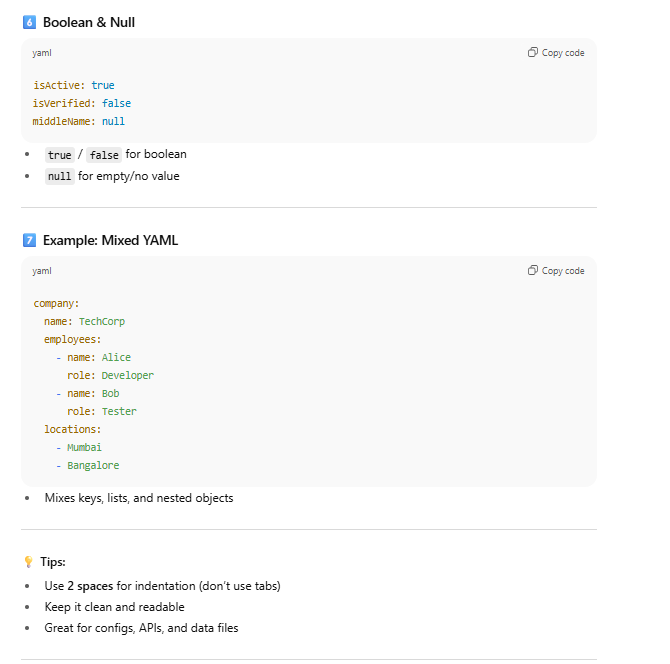 6️⃣ Boolean & Null
yaml
Copy code
isActive: true
isVerified: false
middleName: null
• true / false for boolean
• null for empty/no value
7️⃣ Example: Mixed YAML
yaml
Copy code
company:
  name: TechCorp
  employees:
    - name: Alice
      role: Developer
    - name: Bob
      role: Tester
  locations:
    - Mumbai
    - Bangalore
• Mixes keys, lists, and nested objects
💡 Tips:
• Use 2 spaces for indentation (don't use tabs)
• Keep it clean and readable
• Great for configs, APIs, and data files